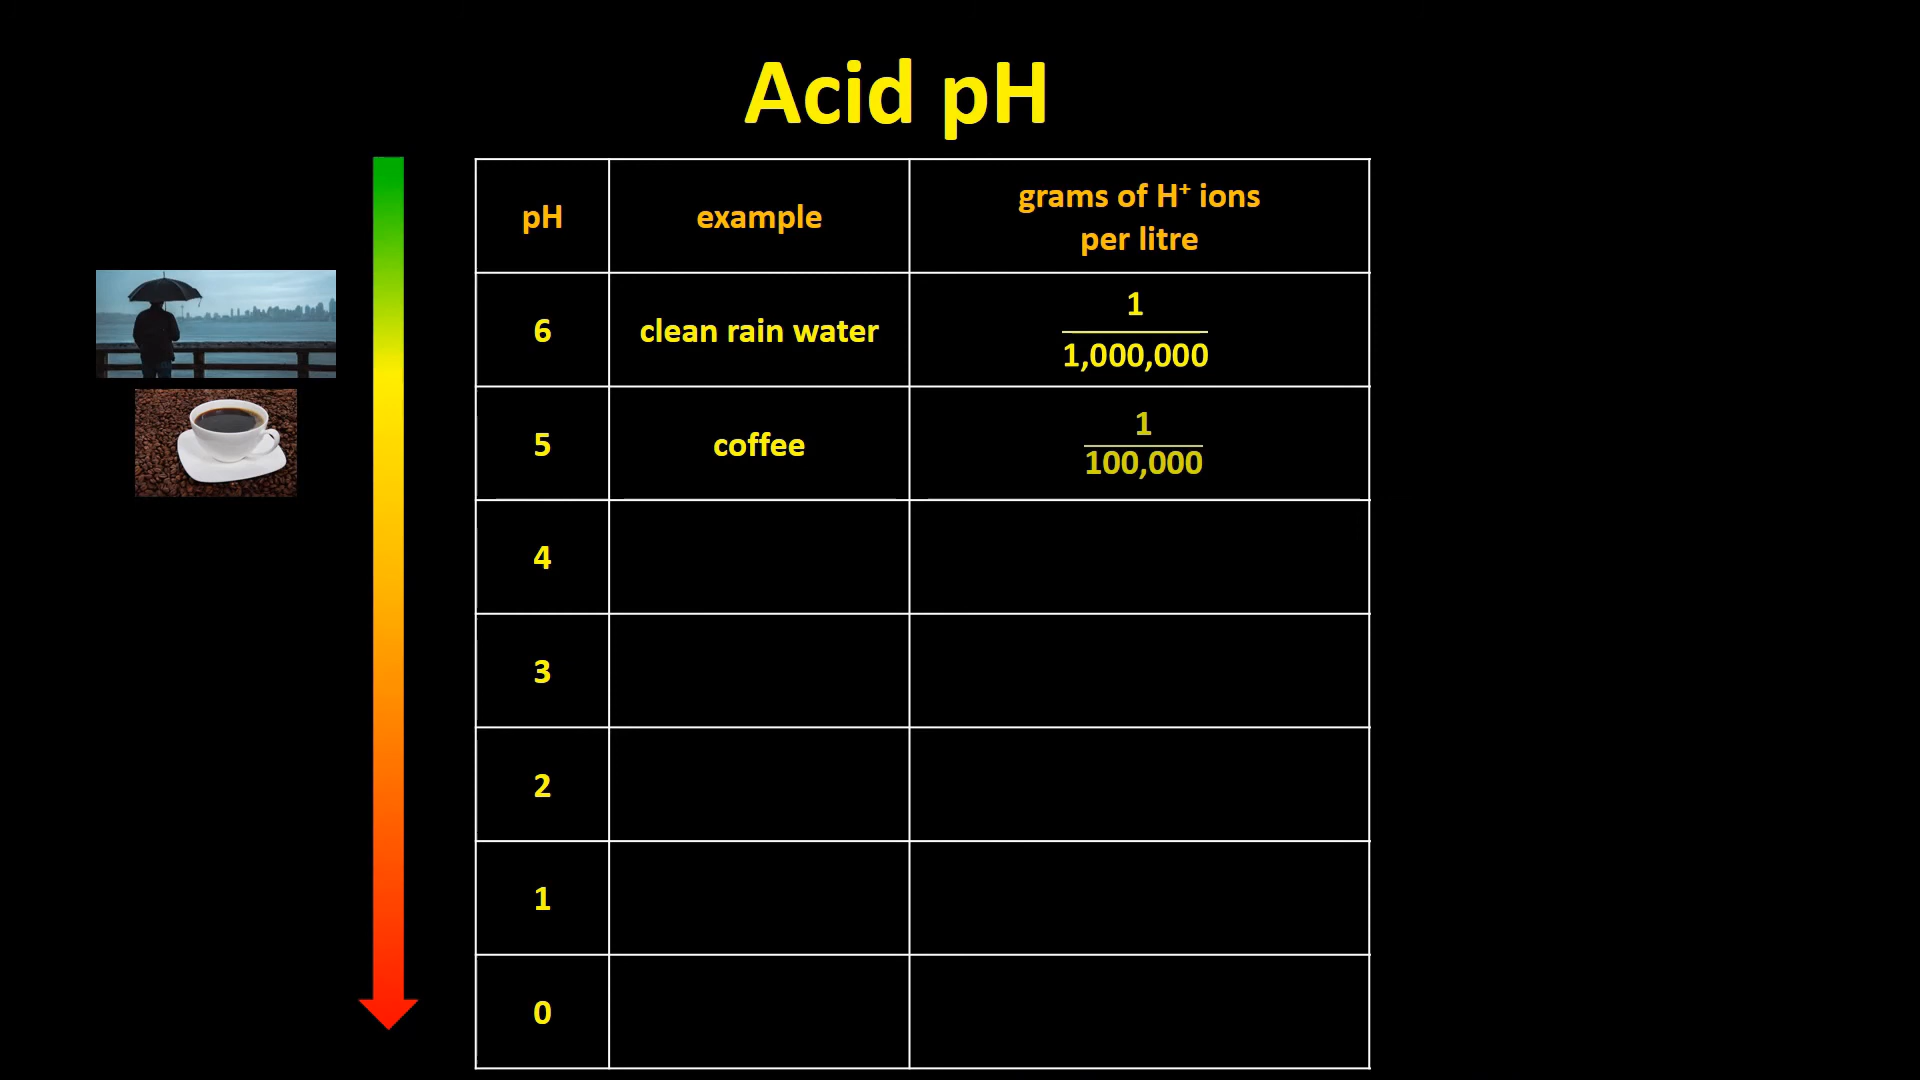 Acid pH
pH
example
grams of H⁺ ions
per litre
6
clean rain water
1
1,000,000
5
coffee
1
100,000
4
3
2
1
0